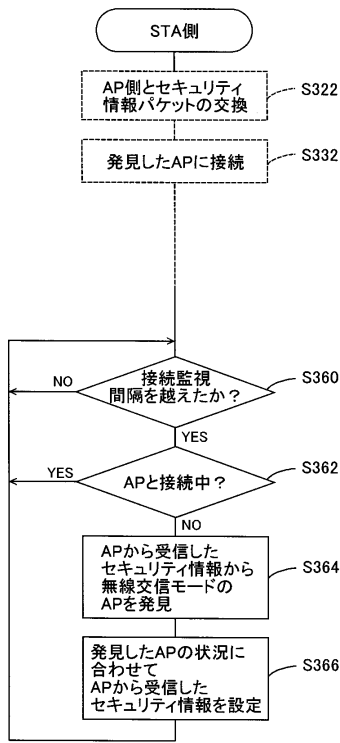 STA側
AP側とセキュリティ
情報パケットの交換
S322
発見したAPに接続
S332
接続監視
間隔を越えたか？
S360
NO
YES
APと接続中？
S362
YES
NO
APから受信した
セキュリティ情報から
無線交信モードの
APを発見
S364
発見したAPの状況に
合わせて
APから受信した
セキュリティ情報を設定
S366